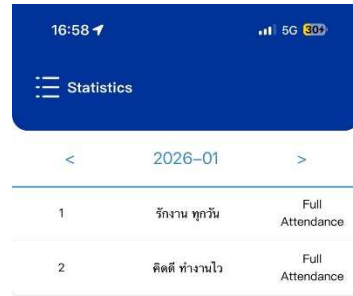 16:58 5G 30
Statistics
< 2026-01 >
1 รักงาน ทุกวัน Full Attendance
2 คิดดี ทำงานไว Full Attendance